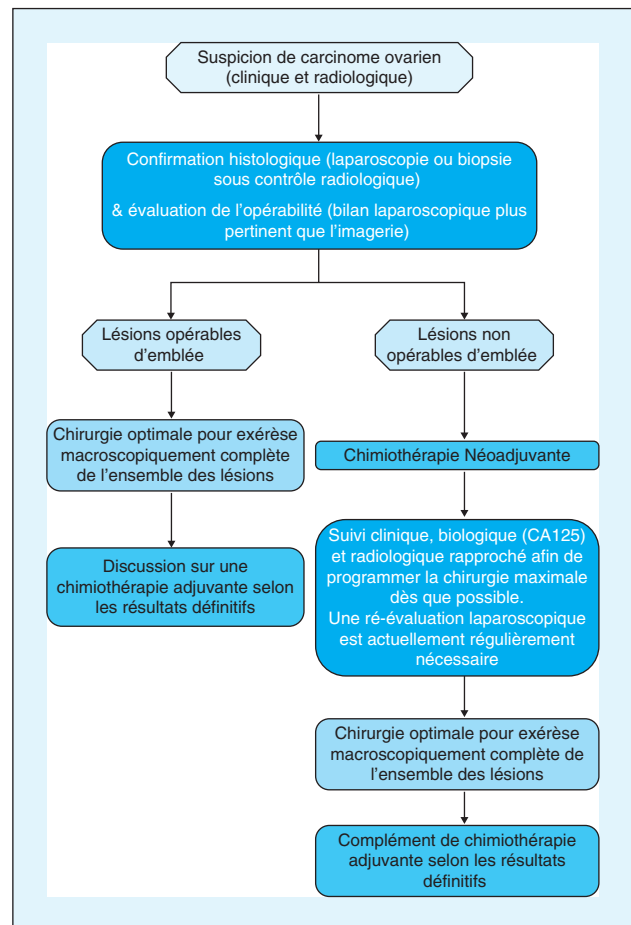 Suspicion de carcinome ovarien
(clinique et radiologique)
Confirmation histologique (laparoscopie ou biopsie
sous contrôle radiologique)
& évaluation de l'opérabilité (bilan laparoscopique plus
pertinent que l'imagerie)
Lésions opérables
d'emblée
Lésions non
opérables d'emblée
Chirurgie optimale pour exérèse
macroscopiquement complète
de l'ensemble des lésions
Chimiothérapie Néoadjuvante
Discussion sur une
chimiothérapie adjuvante selon
les résultats définitifs
Suivi clinique, biologique (CA125)
et radiologique rapproché afin de
programmer la chirurgie maximale
dès que possible.
Une ré-évaluation laparoscopique
est actuellement régulièrement
nécessaire
Chirurgie optimale pour exérèse
macroscopiquement complète de
l'ensemble des lésions
Complément de chimiothérapie
adjuvante selon les résultats
définitifs